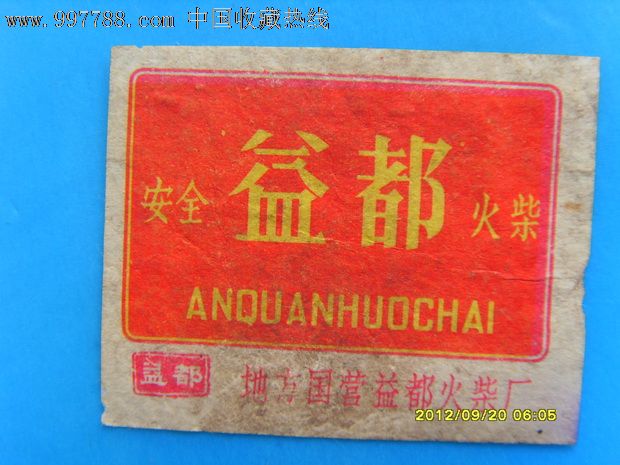 www.997788.com 中国收藏热线
安全 益都 火柴
ANQUANHUOCHAI
益都 地方国营益都火柴厂
2012/09/20 06:05